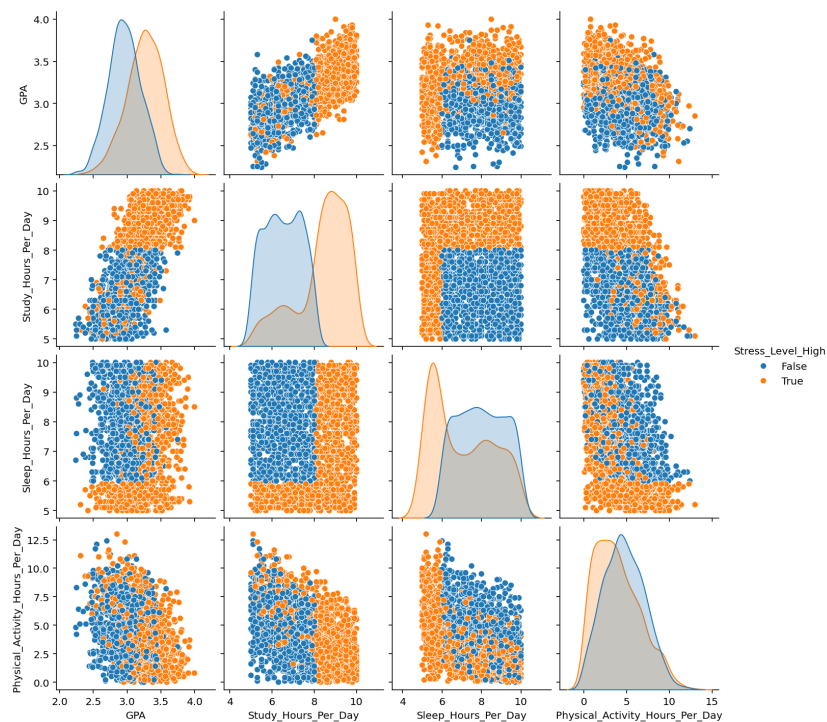 4.0
3.5
3.0
2.5
GPA
10
9
8
7
6
5
Study_Hours_Per_Day
10
9
8
7
6
5
Sleep_Hours_Per_Day
Stress_Level_High
False
True
12.5
10.0
7.5
5.0
2.5
0.0
Physical_Activity_Hours_Per_Day
2.0 2.5 3.0 3.5 4.0
GPA
4 6 8 10
Study_Hours_Per_Day
4 6 8 10
Sleep_Hours_Per_Day
0 5 10 15
Physical_Activity_Hours_Per_Day